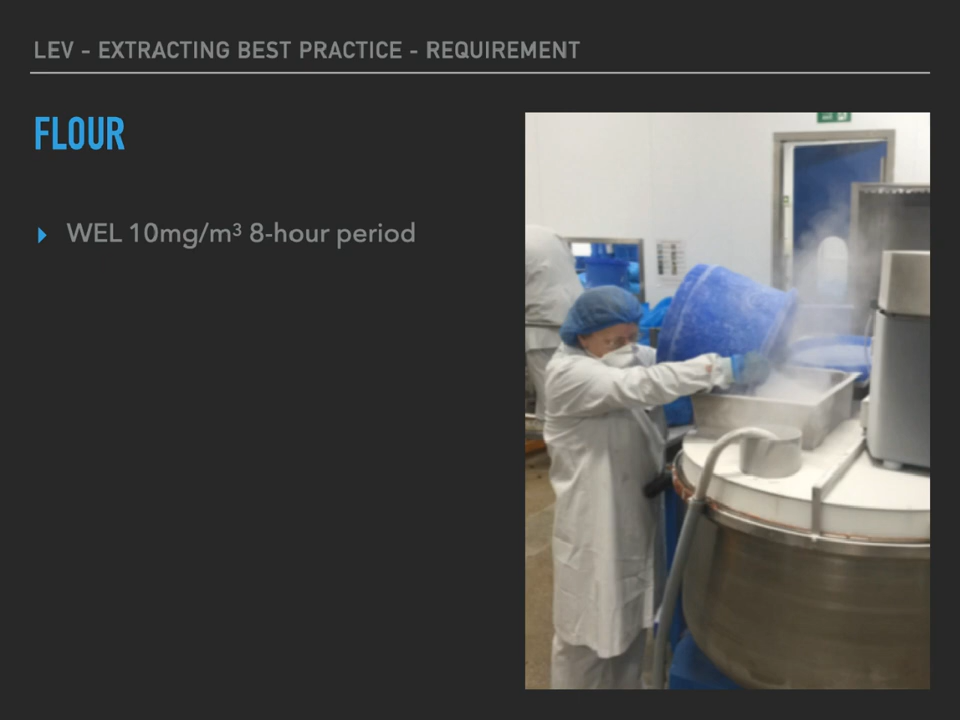 LEV - EXTRACTING BEST PRACTICE - REQUIREMENT
FLOUR
WEL 10mg/m³ 8-hour period